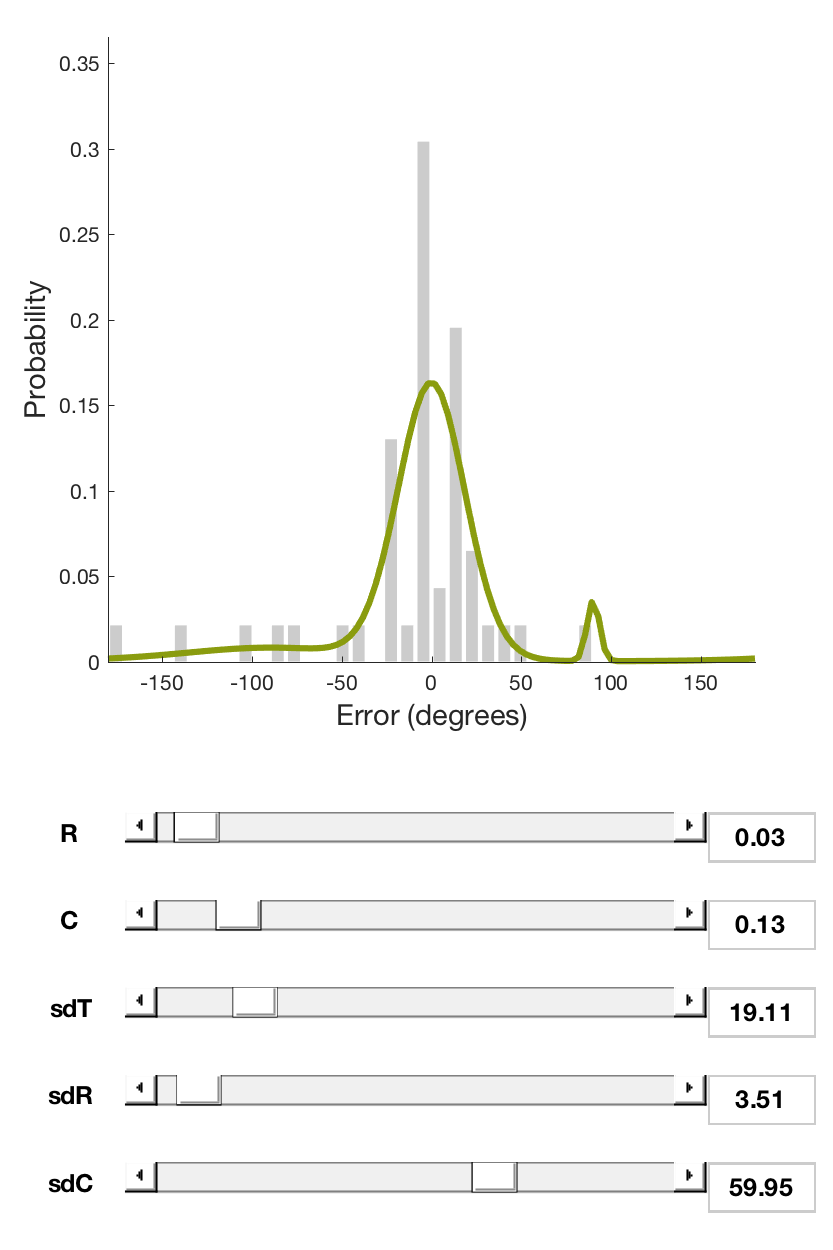 0.35
0.3
0.25
0.2
0.15
0.1
0.05
0
Probability
-150 -100 -50 0 50 100 150
Error (degrees)
R 0.03
C 0.13
sdT 19.11
sdR 3.51
sdC 59.95